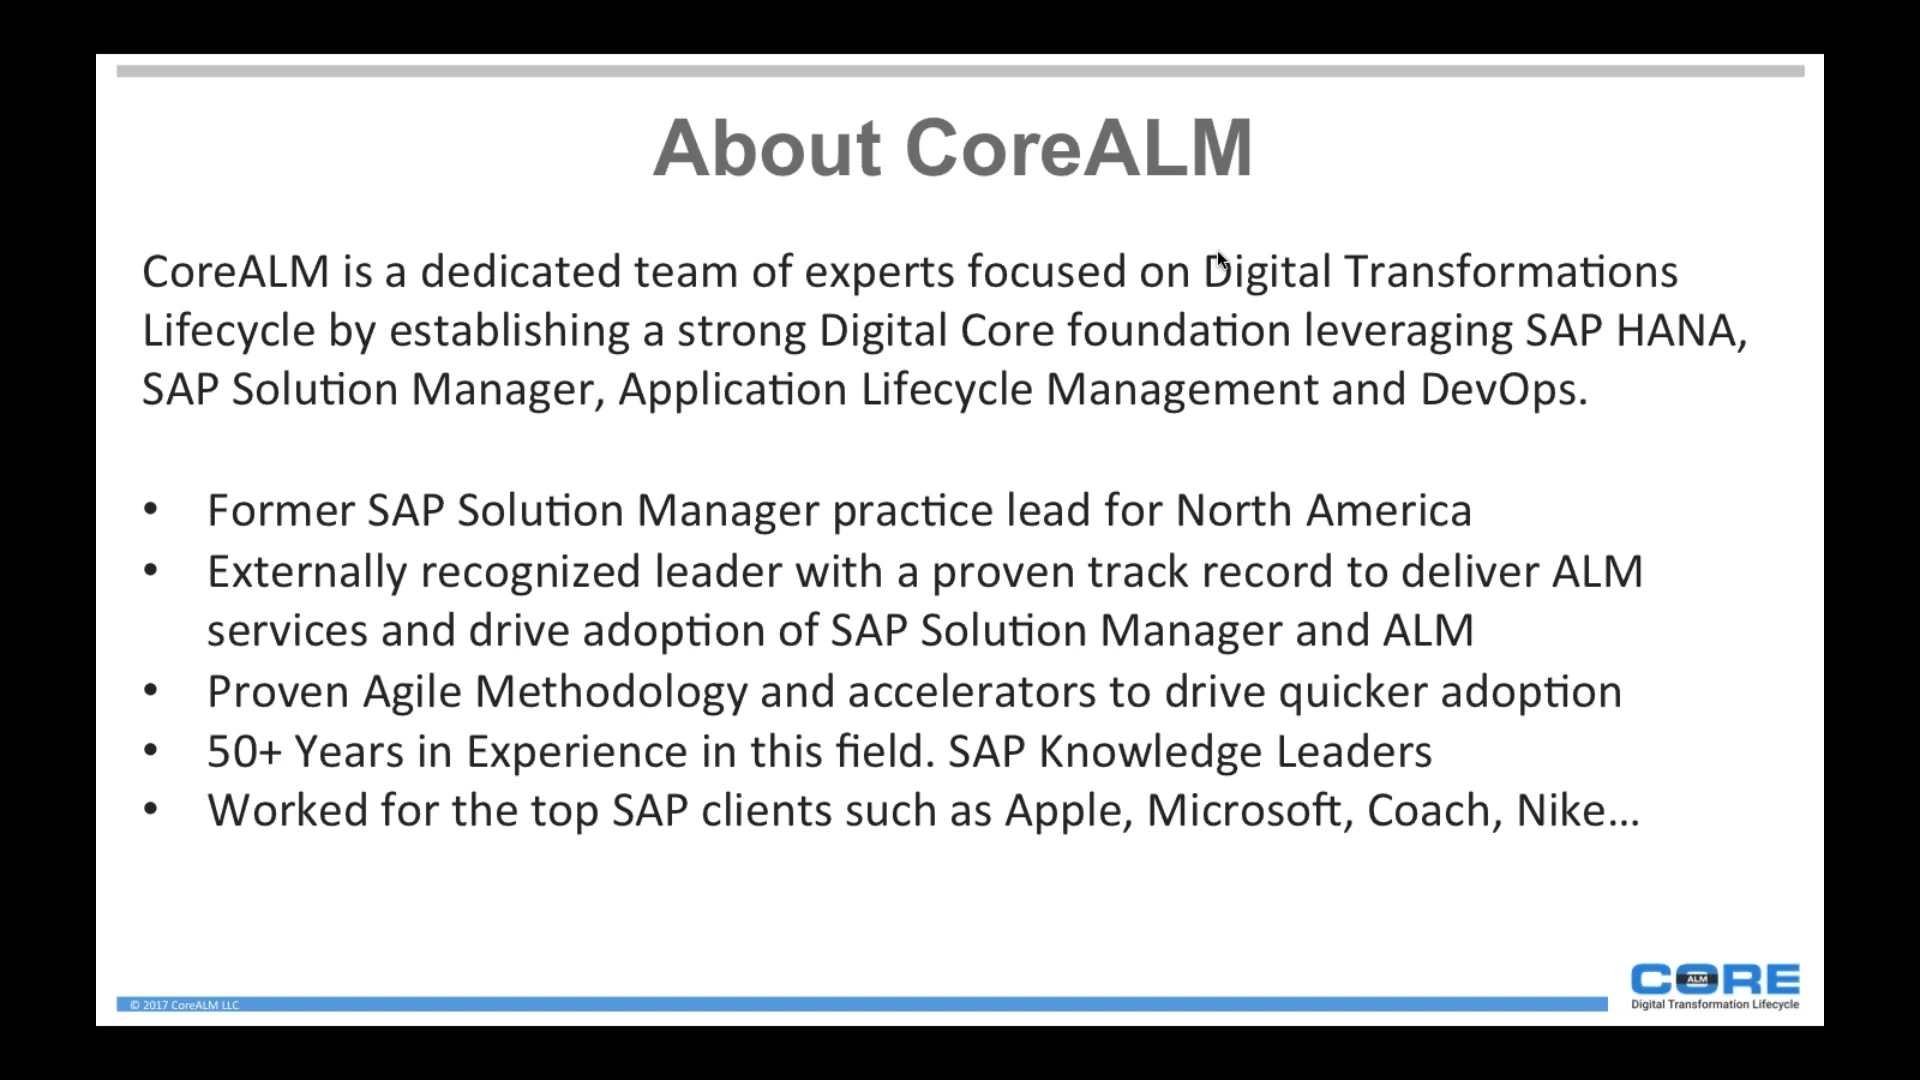 About CoreALM
CoreALM is a dedicated team of experts focused on Digital Transformations
Lifecycle by establishing a strong Digital Core foundation leveraging SAP HANA,
SAP Solution Manager, Application Lifecycle Management and DevOps.
• Former SAP Solution Manager practice lead for North America
• Externally recognized leader with a proven track record to deliver ALM
services and drive adoption of SAP Solution Manager and ALM
• Proven Agile Methodology and accelerators to drive quicker adoption
• 50+ Years in Experience in this field. SAP Knowledge Leaders
• Worked for the top SAP clients such as Apple, Microsoft, Coach, Nike...
© 2017 CoreALM LLC
CORE
ALM
Digital Transformation Lifecycle